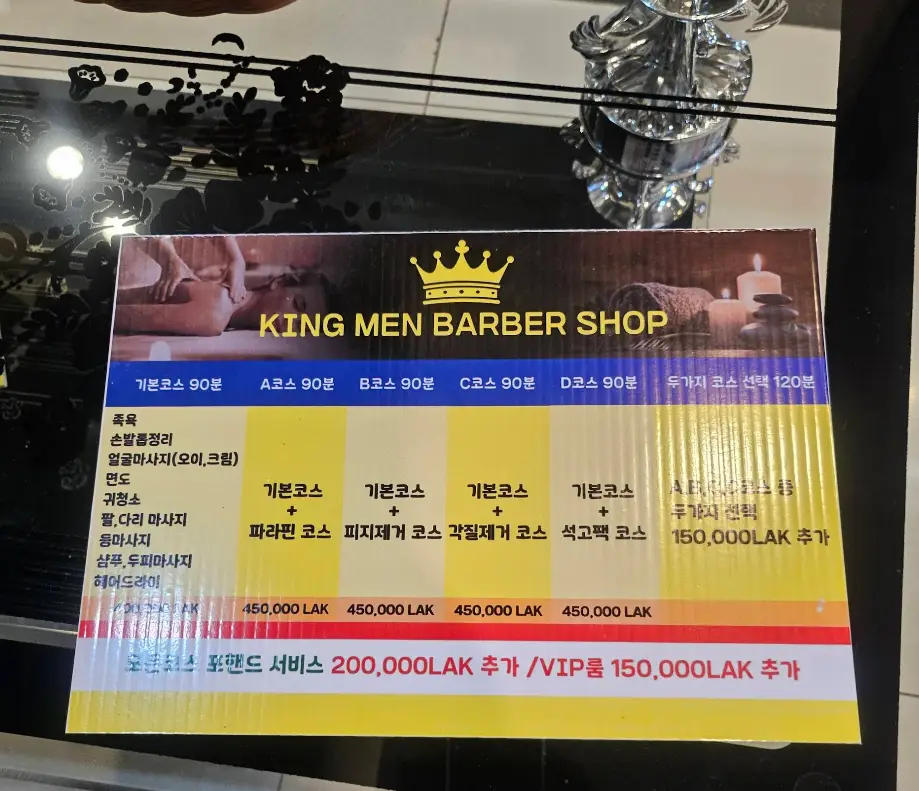 KING MEN BARBER SHOP
기본코스 90분
A코스 90분
B코스 90분
C코스 90분
D코스 90분
두가지 코스 선택 120분
족욕
손발톱정리
얼굴마사지(오이,크림)
면도
귀청소
팔,다리 마사지
등마사지
샴푸,두피마사지
헤어드라이
기본코스
+
파라핀 코스
기본코스
+
피지제거 코스
기본코스
+
각질제거 코스
기본코스
+
석고팩 코스
코스 중
두가지 선택
150,000LAK 추가
LAK
450,000 LAK
450,000 LAK
450,000 LAK
450,000 LAK
포핸드 서비스 200,000LAK 추가 /VIP룸 150,000LAK 추가